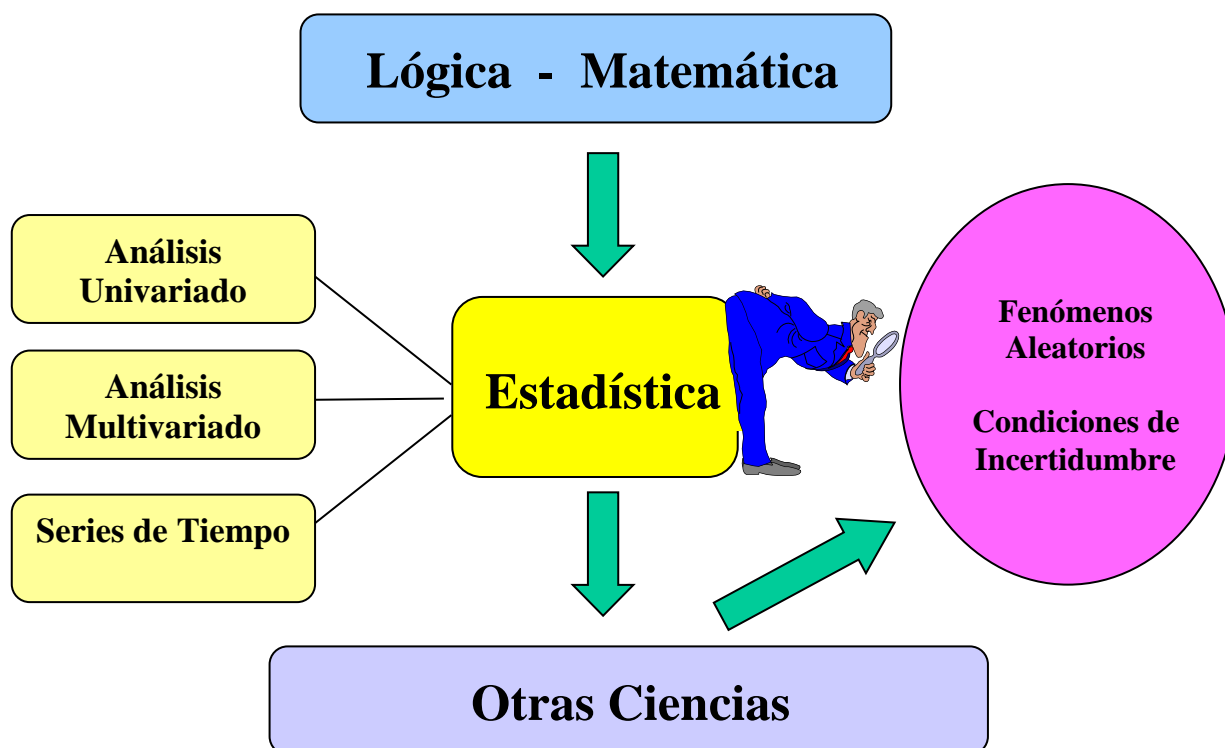 Lógica - Matemática
Análisis
Univariado
Análisis
Multivariado
Series de Tiempo
Estadística
Fenómenos
Aleatorios
Condiciones de
Incertidumbre
Otras Ciencias